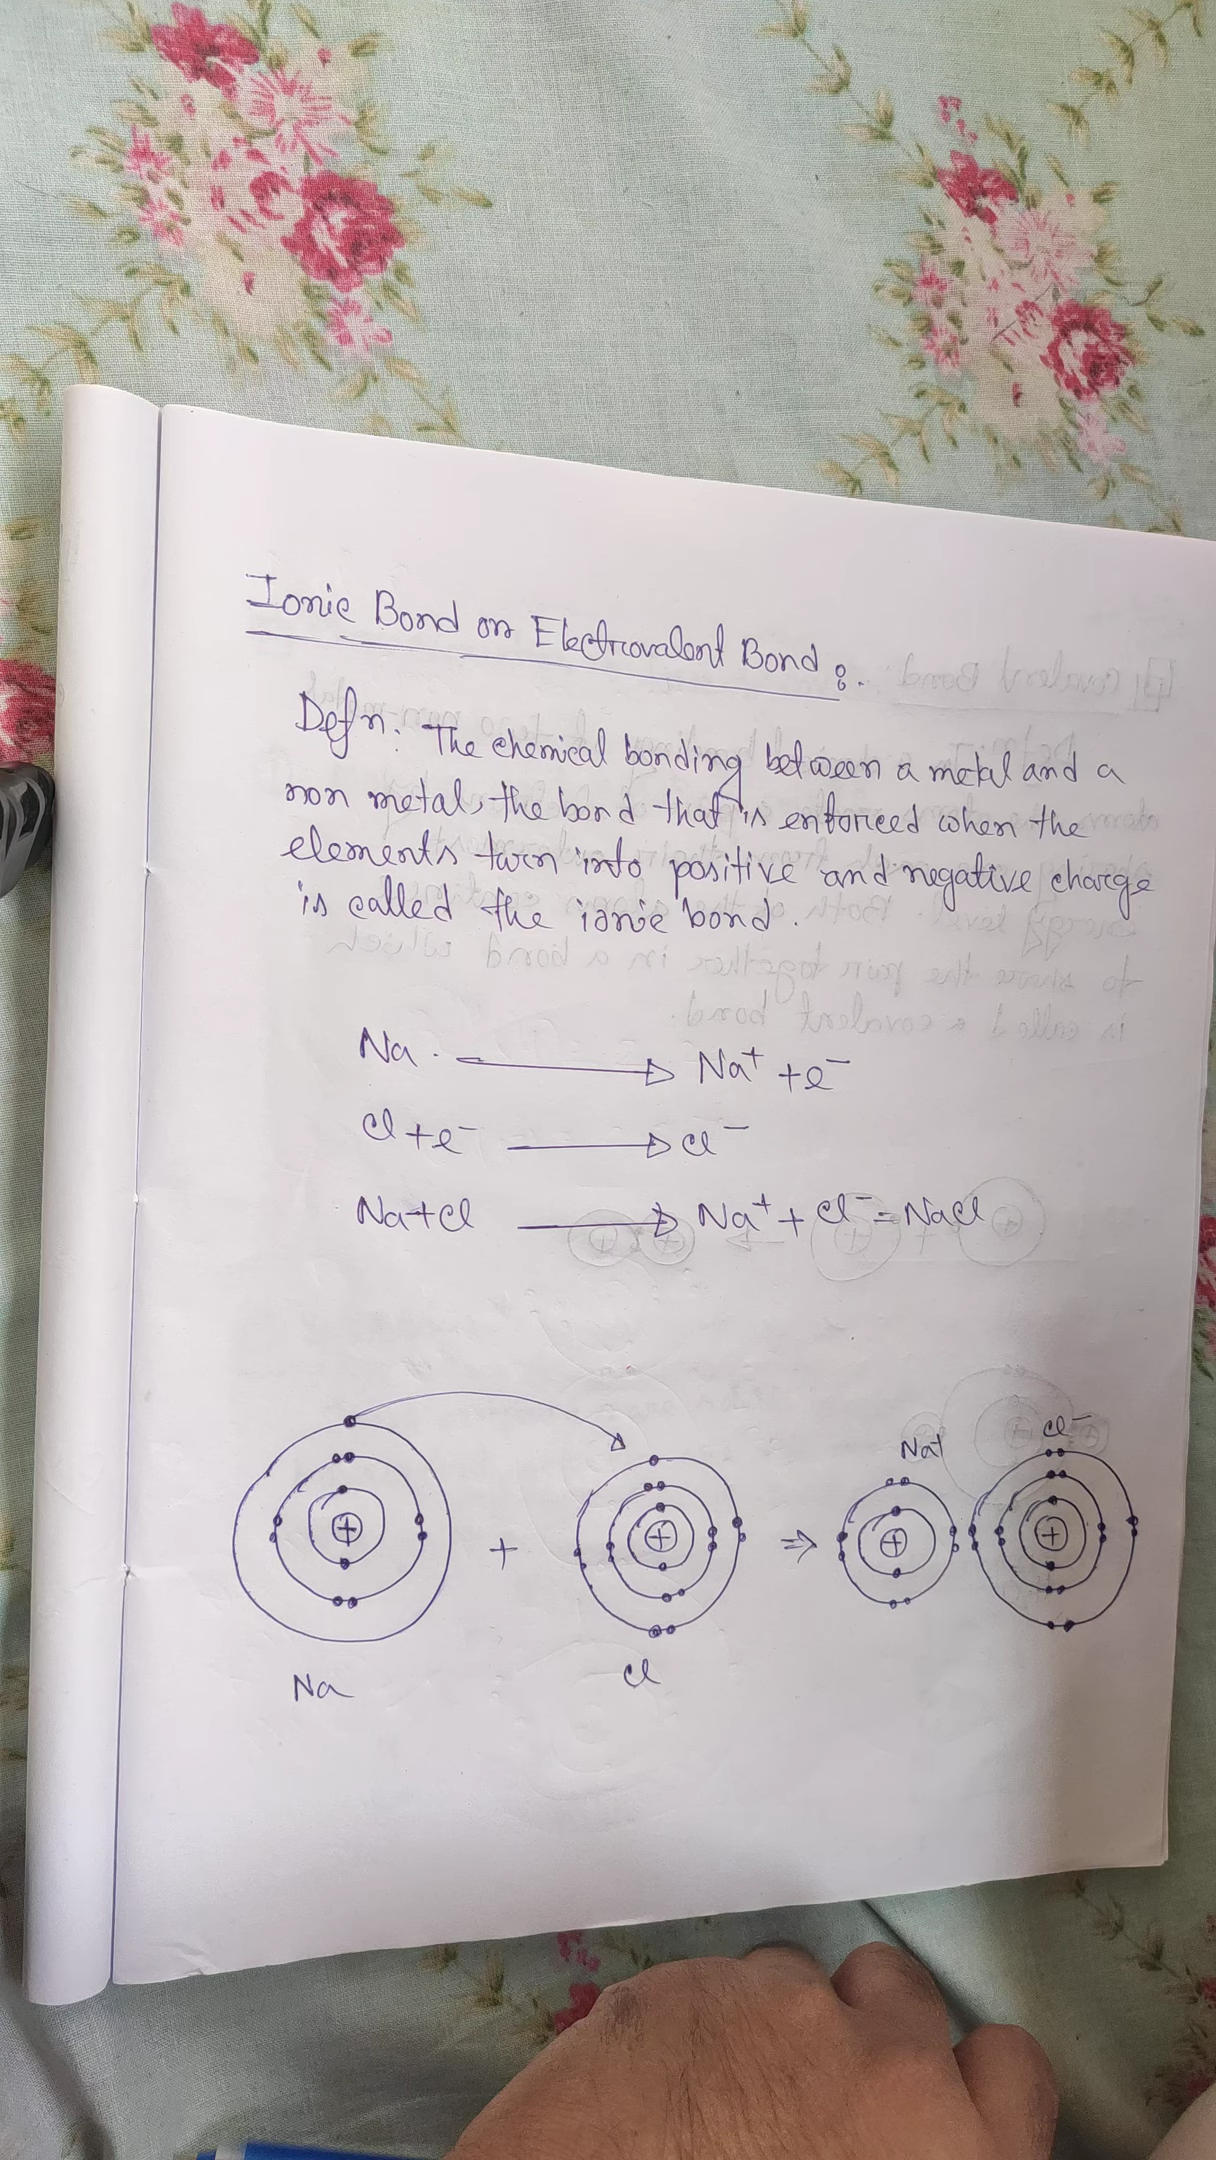 Ionic Bond or Electrovalent Bond :.
Defn: The chemical bonding between a metal and a
non metal, the bond that is enforced when the
elements turn into positive and negative charge
is called the ionic bond.
Na. → Na⁺ + e⁻
Cl + e⁻ → Cl⁻
Na + Cl → Na⁺ + Cl⁻ = NaCl
Na⁺ Cl⁻
+ + ⇒ + +
+
Na Cl